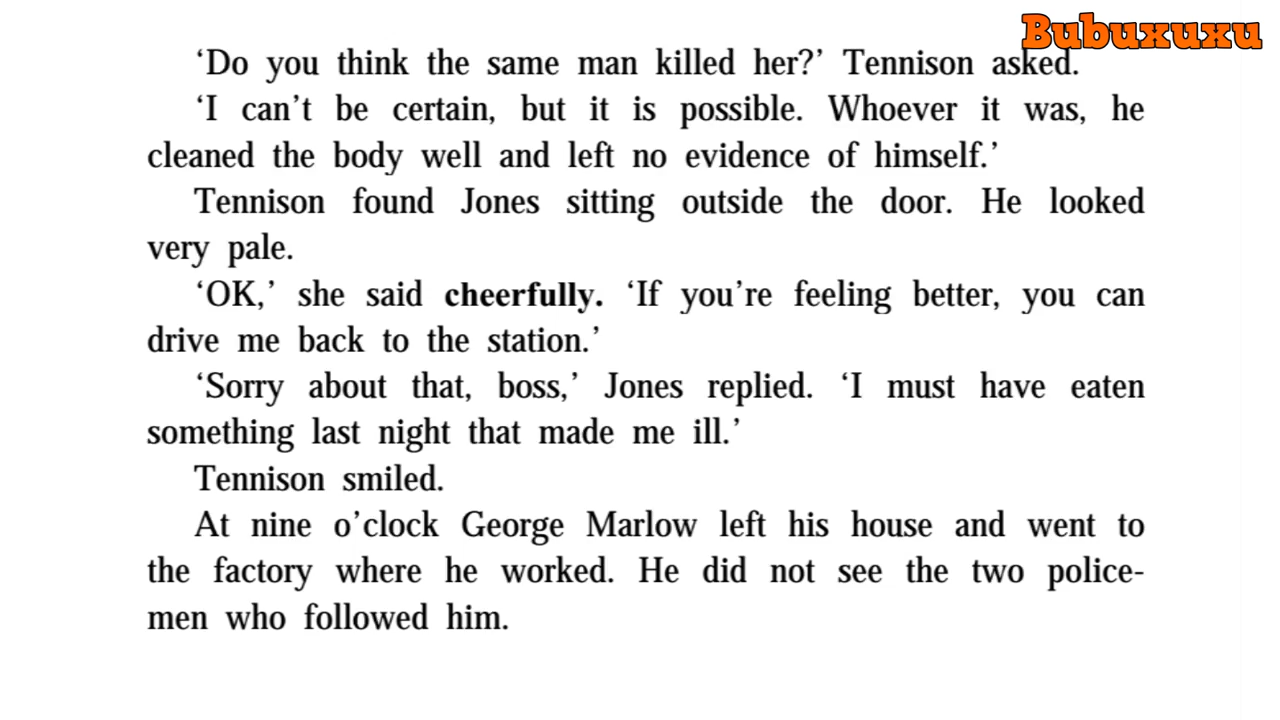 Bubuxuxu
‘Do you think the same man killed her?’ Tennison asked.
‘I can’t be certain, but it is possible. Whoever it was, he
cleaned the body well and left no evidence of himself.’
Tennison found Jones sitting outside the door. He looked
very pale.
‘OK,’ she said cheerfully. ‘If you’re feeling better, you can
drive me back to the station.’
‘Sorry about that, boss,’ Jones replied. ‘I must have eaten
something last night that made me ill.’
Tennison smiled.
At nine o’clock George Marlow left his house and went to
the factory where he worked. He did not see the two police-
men who followed him.